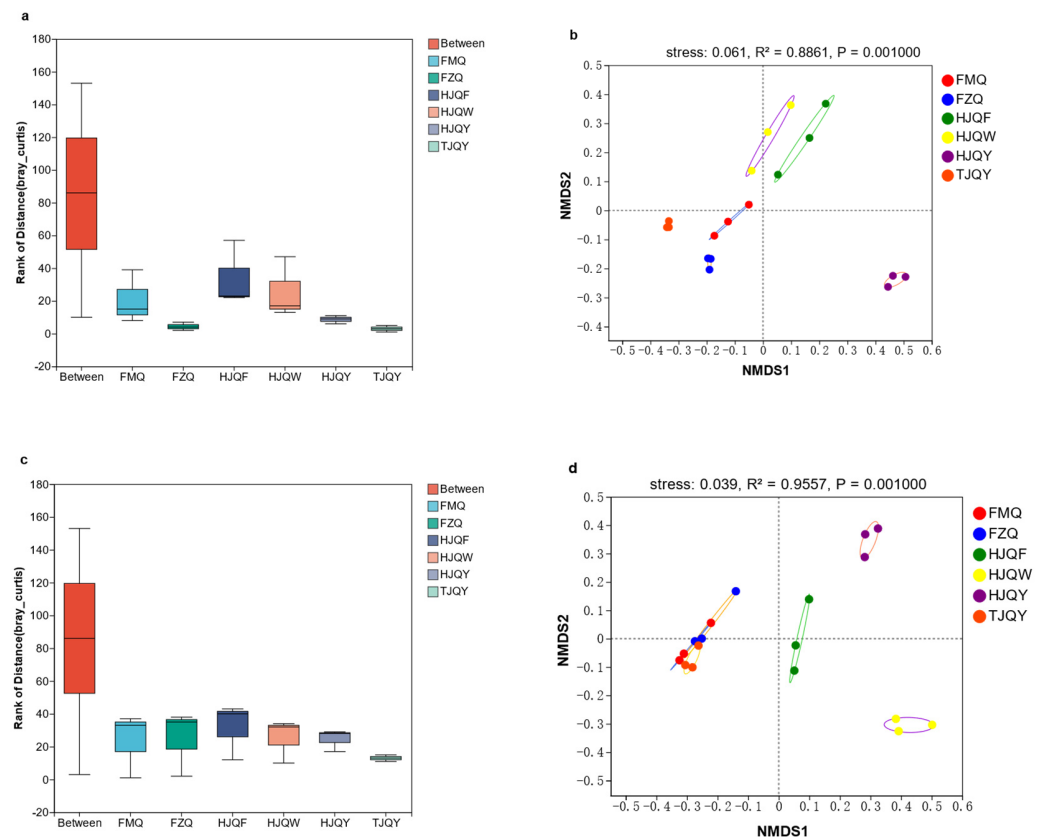 a
180
160
140
120
100
80
60
40
20
0
-20
Rank of Distance(bray_curtis)
Between FMQ FZQ HJQF HJQW HJQY TJQY
Between
FMQ
FZQ
HJQF
HJQW
HJQY
TJQY
b
stress: 0.061, R² = 0.8861, P = 0.001000
0.5
0.4
0.3
0.2
0.1
0
-0.1
-0.2
-0.3
-0.4
NMDS2
-0.5 -0.4 -0.3 -0.2 -0.1 0 0.1 0.2 0.3 0.4 0.5 0.6
NMDS1
FMQ
FZQ
HJQF
HJQW
HJQY
TJQY
c
180
160
140
120
100
80
60
40
20
0
-20
Rank of Distance(bray_curtis)
Between FMQ FZQ HJQF HJQW HJQY TJQY
Between
FMQ
FZQ
HJQF
HJQW
HJQY
TJQY
d
stress: 0.039, R² = 0.9557, P = 0.001000
0.5
0.4
0.3
0.2
0.1
0
-0.1
-0.2
-0.3
-0.4
-0.5
NMDS2
-0.5 -0.4 -0.3 -0.2 -0.1 0 0.1 0.2 0.3 0.4 0.5 0.6
NMDS1
FMQ
FZQ
HJQF
HJQW
HJQY
TJQY